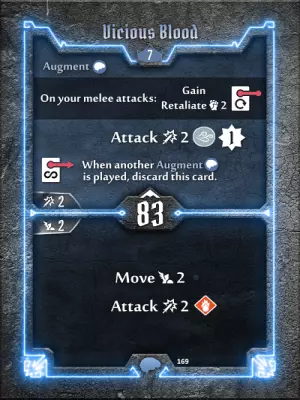 Vicious Blood
7
Augment
On your melee attacks: Gain
Retaliate 2
Attack 2 1
When another Augment
is played, discard this card.
2
83
2
Move 2
Attack 2
169